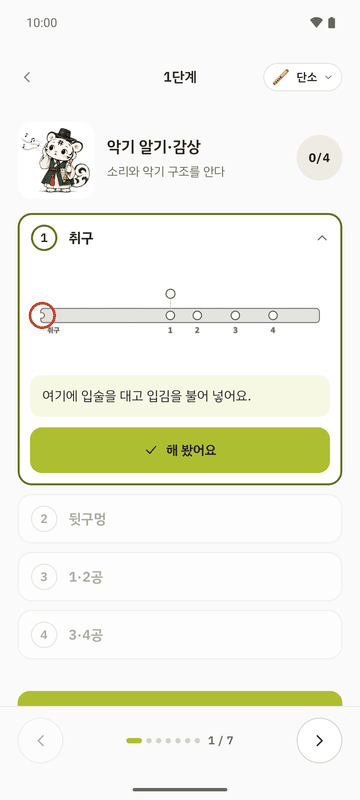 10:00
1단계
단소
악기 알기·감상
소리와 악기 구조를 안다
0/4
1 취구
취구 1 2 3 4
여기에 입술을 대고 입김을 불어 넣어요.
해 봤어요
2 뒷구멍
3 1·2공
4 3·4공
1 / 7